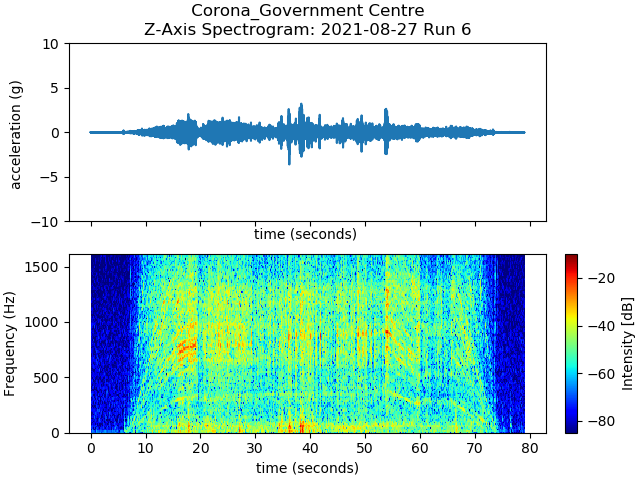 Corona_Government Centre
Z-Axis Spectrogram: 2021-08-27 Run 6
10
5
0
−5
−10
acceleration (g)
time (seconds)
1500
1000
500
0
Frequency (Hz)
0 10 20 30 40 50 60 70 80
time (seconds)
−20
−40
−60
−80
Intensity [dB]